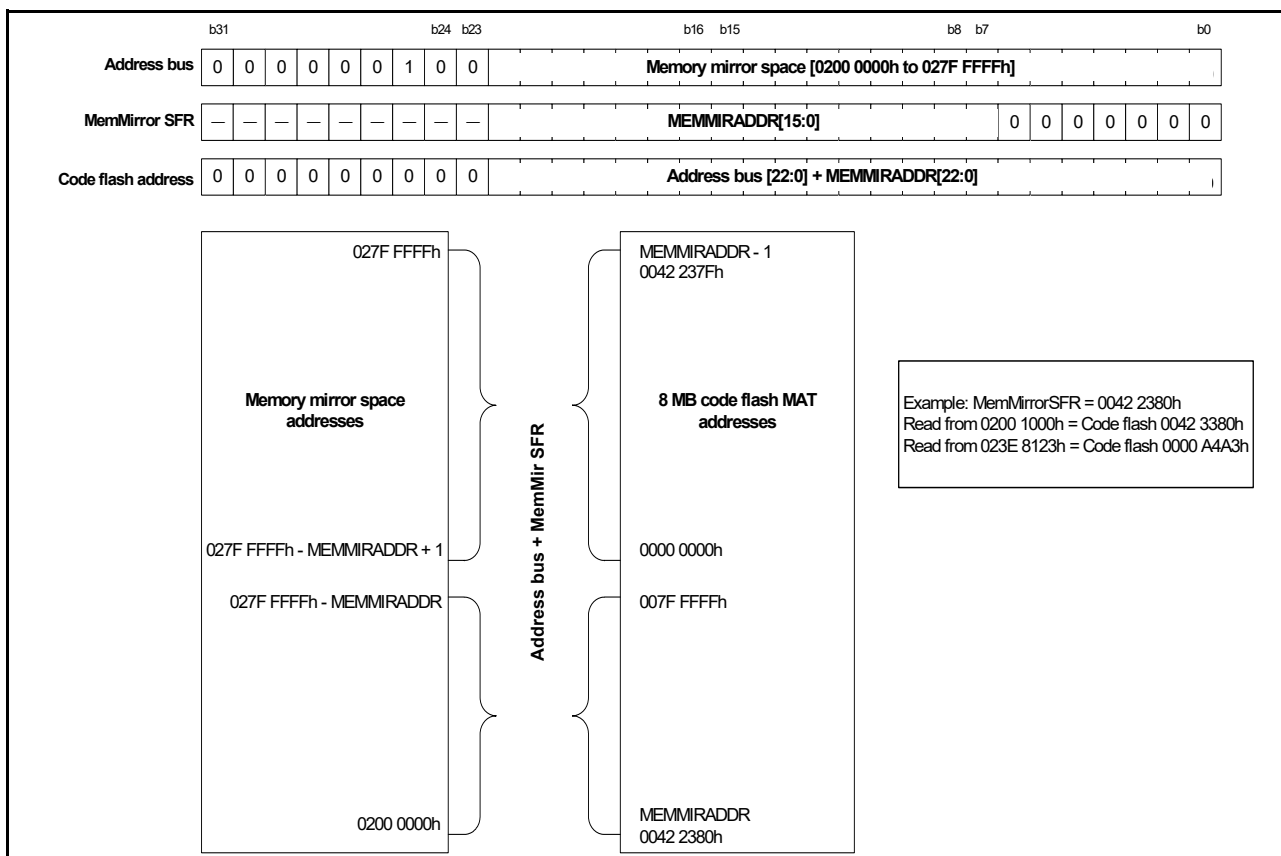 b31 b24 b23 b16 b15 b8 b7 b0
Address bus 0 0 0 0 0 0 1 0 0 Memory mirror space [0200 0000h to 027F FFFFh]
MemMirror SFR — — — — — — — — — MEMMIRADDR[15:0] 0 0 0 0 0 0 0
Code flash address 0 0 0 0 0 0 0 0 0 Address bus [22:0] + MEMMIRADDR[22:0]
027F FFFFh
Memory mirror space
addresses
027F FFFFh - MEMMIRADDR + 1
027F FFFFh - MEMMIRADDR
0200 0000h
Address bus + MemMir SFR
MEMMIRADDR - 1
0042 237Fh
8 MB code flash MAT
addresses
0000 0000h
007F FFFFh
MEMMIRADDR
0042 2380h
Example: MemMirrorSFR = 0042 2380h
Read from 0200 1000h = Code flash 0042 3380h
Read from 023E 8123h = Code flash 0000 A4A3h